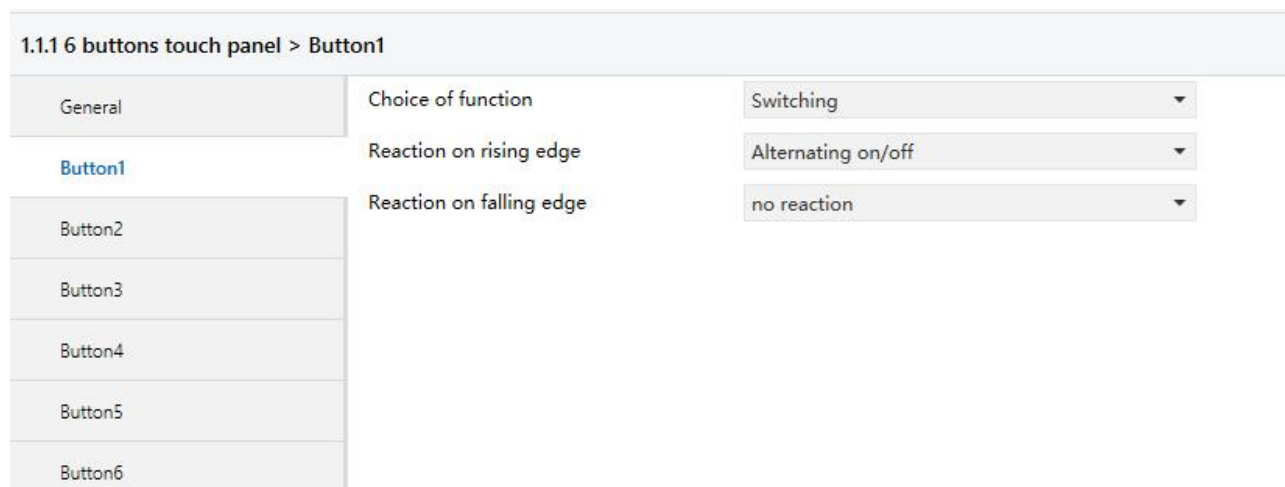 1.1.1 6 buttons touch panel > Button1
General
Choice of function
Switching
Button1
Reaction on rising edge
Alternating on/off
Reaction on falling edge
no reaction
Button2
Button3
Button4
Button5
Button6